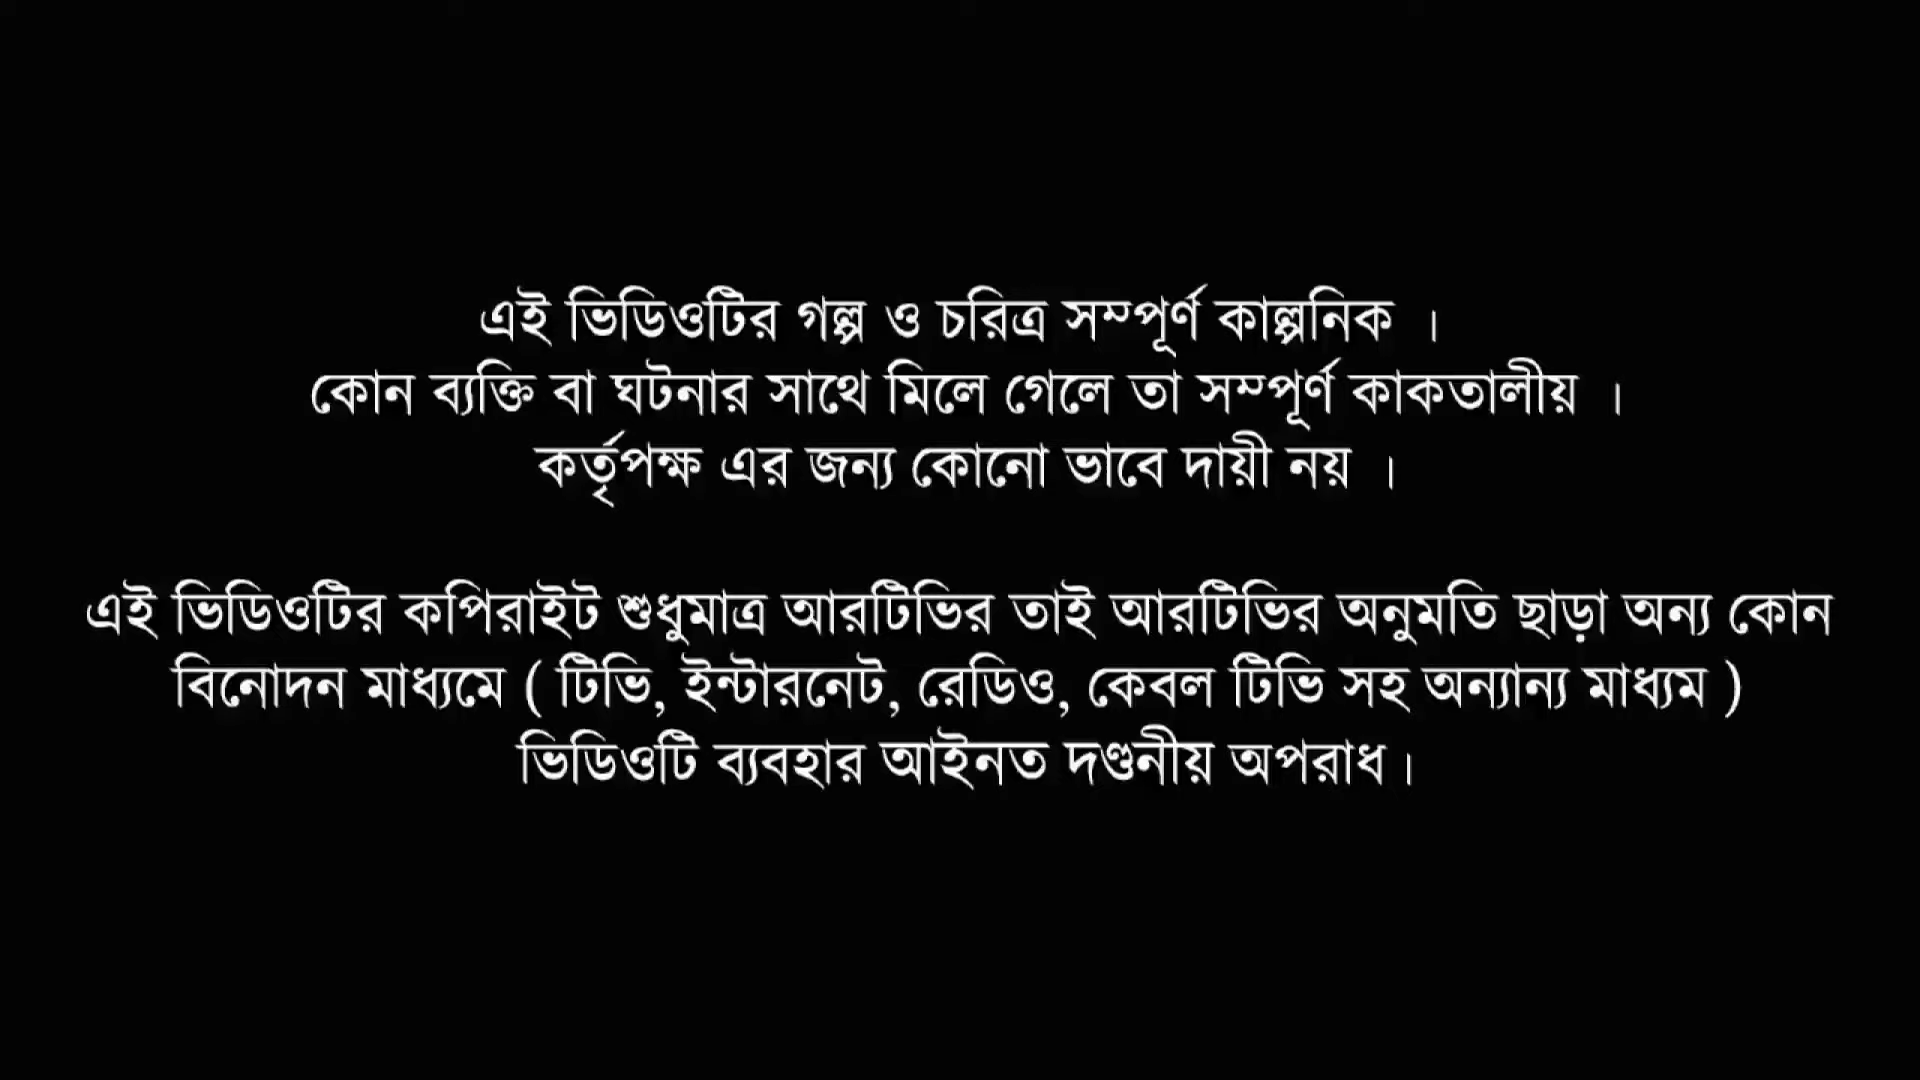 এই ভিডিওটির গল্প ও চরিত্র সম্পূর্ণ কাল্পনিক ।
কোন ব্যক্তি বা ঘটনার সাথে মিলে গেলে তা সম্পূর্ণ কাকতালীয় ।
কর্তৃপক্ষ এর জন্য কোনো ভাবে দায়ী নয় ।
এই ভিডিওটির কপিরাইট শুধুমাত্র আরটিভির তাই আরটিভির অনুমতি ছাড়া অন্য কোন
বিনোদন মাধ্যমে ( টিভি, ইন্টারনেট, রেডিও, কেবল টিভি সহ অন্যান্য মাধ্যম )
ভিডিওটি ব্যবহার আইনত দণ্ডনীয় অপরাধ।